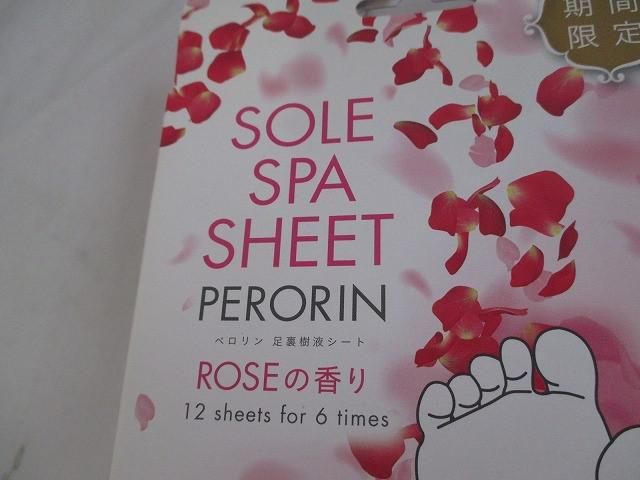 期間
限定
SOLE
SPA
SHEET
PERORIN
ペロリン 足裏樹液シート
ROSEの香り
12 sheets for 6 times